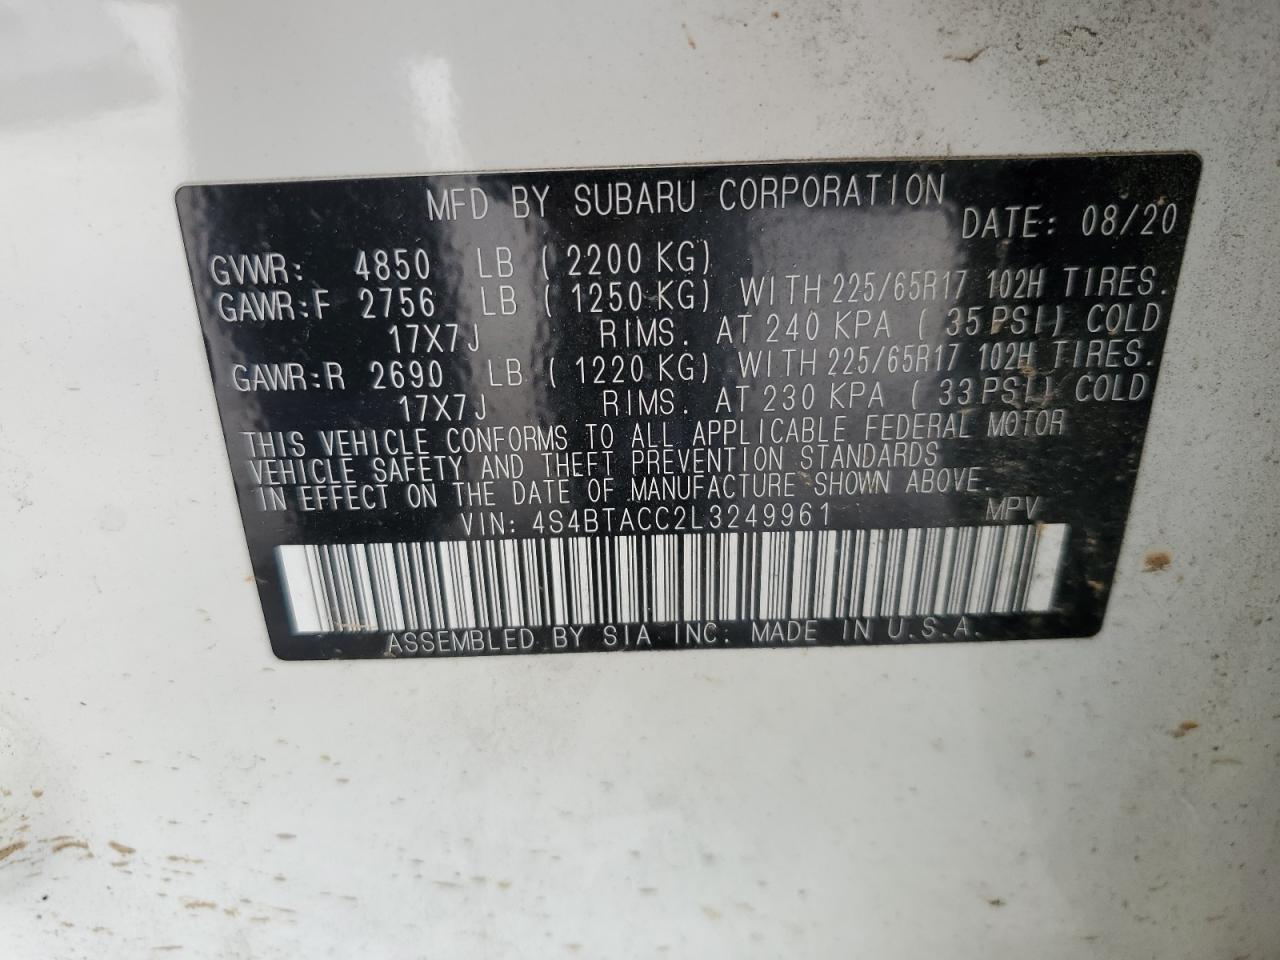 MFD BY SUBARU CORPORATION
DATE: 08/20
GVWR: 4850 LB ( 2200 KG)
GAWR:F 2756 LB ( 1250 KG) WITH 225/65R17 102H TIRES.
17X7J RIMS. AT 240 KPA ( 35 PSI) COLD
GAWR:R 2690 LB ( 1220 KG) WITH 225/65R17 102H TIRES.
17X7J RIMS. AT 230 KPA ( 33 PSI) COLD
THIS VEHICLE CONFORMS TO ALL APPLICABLE FEDERAL MOTOR
VEHICLE SAFETY AND THEFT PREVENTION STANDARDS
IN EFFECT ON THE DATE OF MANUFACTURE SHOWN ABOVE.
VIN: 4S4BTACC2L3249961 MPV
ASSEMBLED BY SIA INC. MADE IN U.S.A.